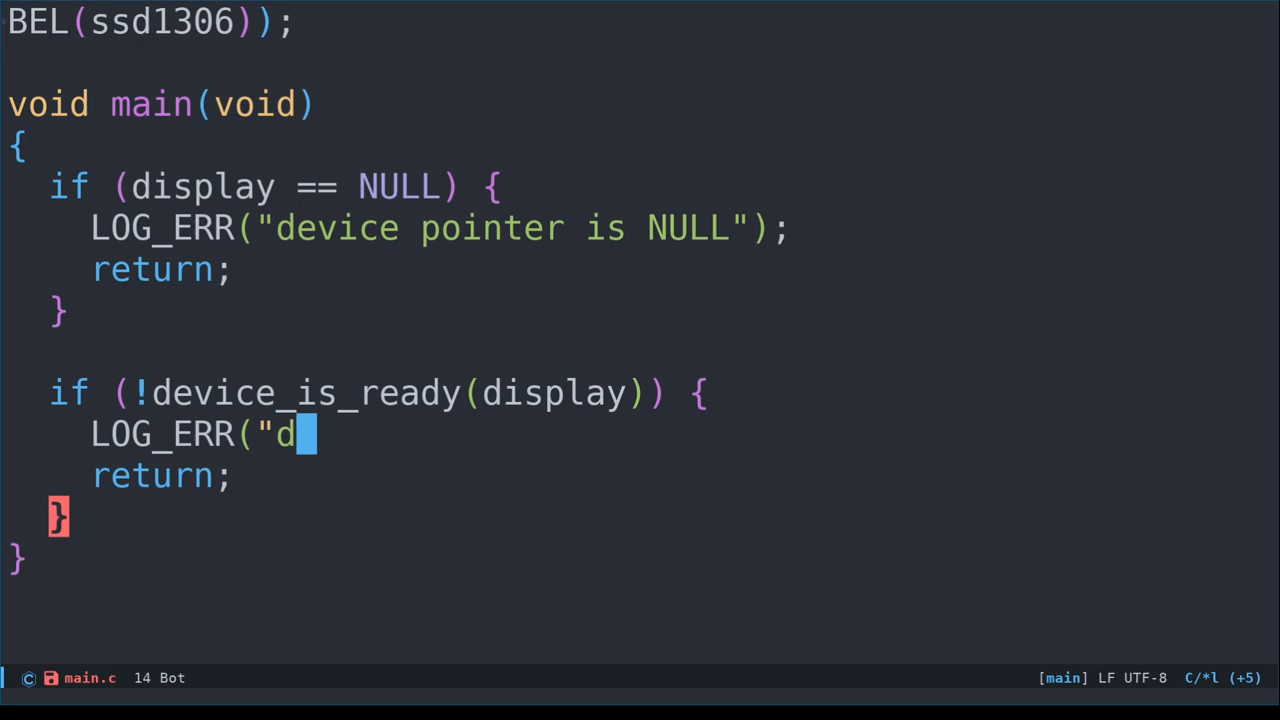 BEL(ssd1306));
void main(void)
{
if (display == NULL) {
LOG_ERR("device pointer is NULL");
return;
}
if (!device_is_ready(display)) {
LOG_ERR("d
return;
}
}
main.c 14 Bot [main] LF UTF-8 C/*l (+5)